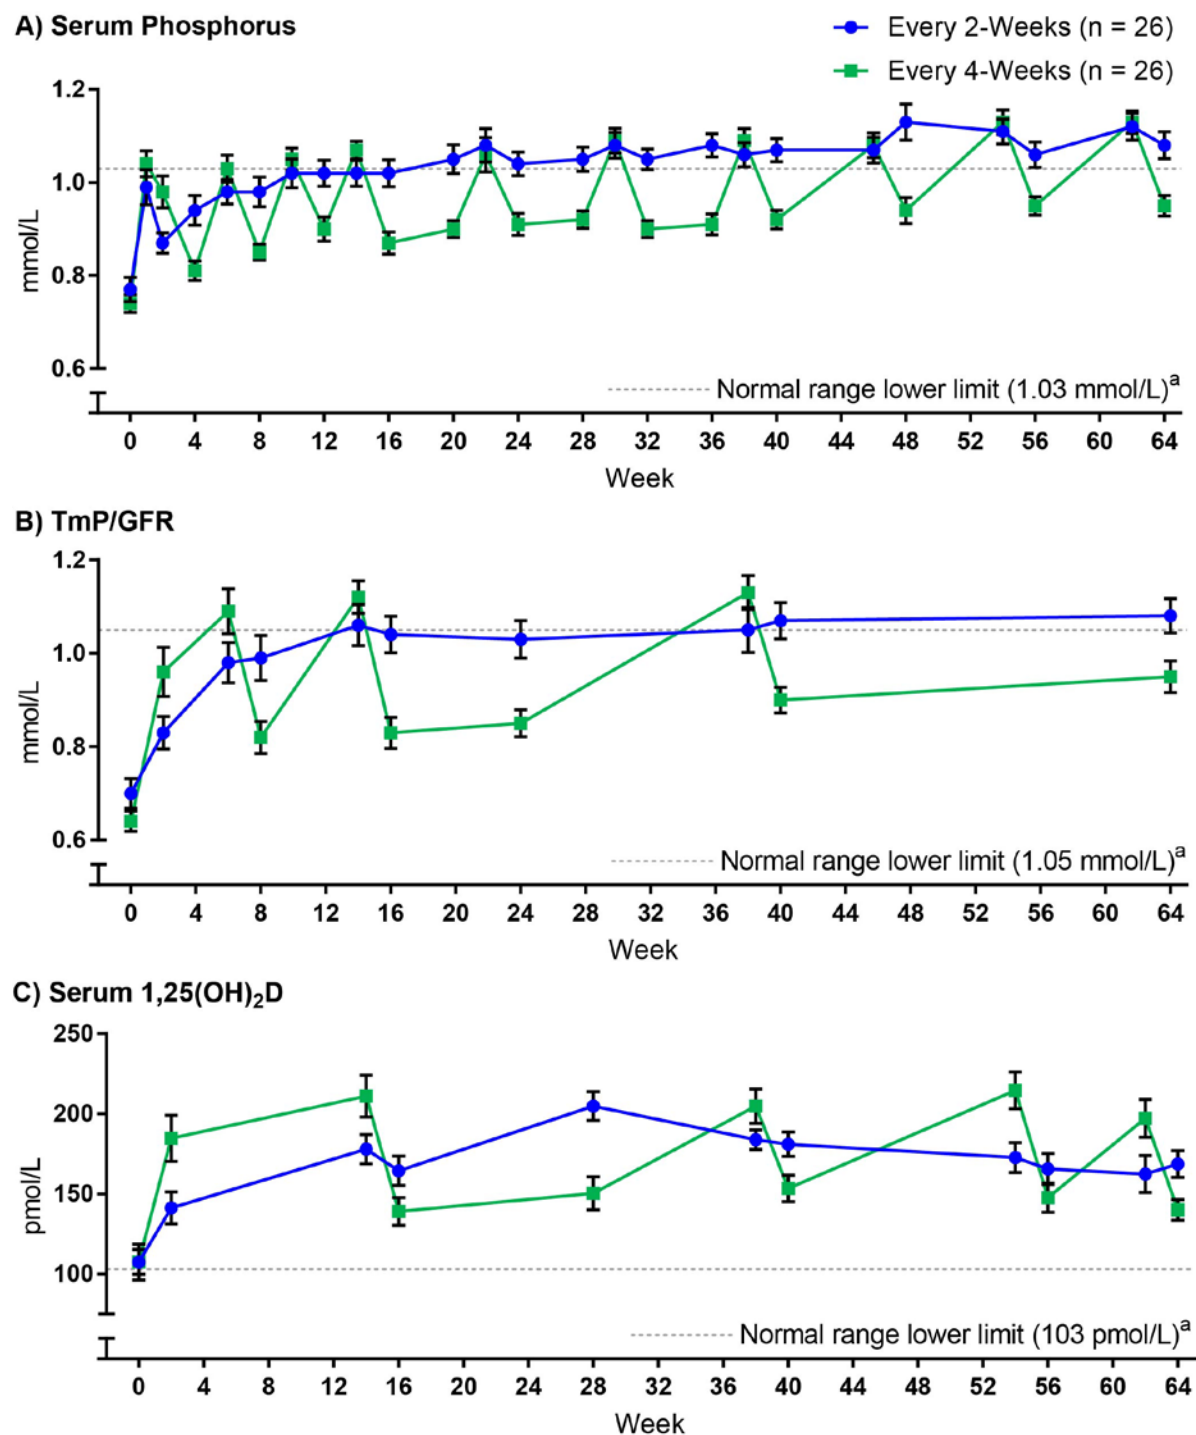 A) Serum Phosphorus
Every 2-Weeks (n = 26)
Every 4-Weeks (n = 26)
1.2
1.0
0.8
0.6
mmol/L
Normal range lower limit (1.03 mmol/L)ᵃ
0 4 8 12 16 20 24 28 32 36 40 44 48 52 56 60 64
Week
B) TmP/GFR
1.2
1.0
0.8
0.6
mmol/L
Normal range lower limit (1.05 mmol/L)ᵃ
0 4 8 12 16 20 24 28 32 36 40 44 48 52 56 60 64
Week
C) Serum 1,25(OH)₂D
250
200
150
100
pmol/L
Normal range lower limit (103 pmol/L)ᵃ
0 4 8 12 16 20 24 28 32 36 40 44 48 52 56 60 64
Week